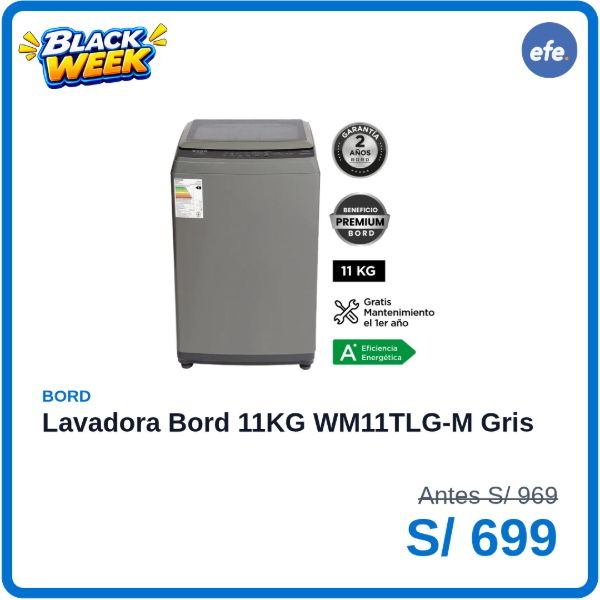 BLACK
WEEK
efe.
GARANTÍA
2
AÑOS
BORD
BENEFICIO
PREMIUM
BORD
11 KG
Gratis
Mantenimiento
el 1er año
A+ Eficiencia
Energética
BORD
Lavadora Bord 11KG WM11TLG-M Gris
Antes S/ 969
S/ 699